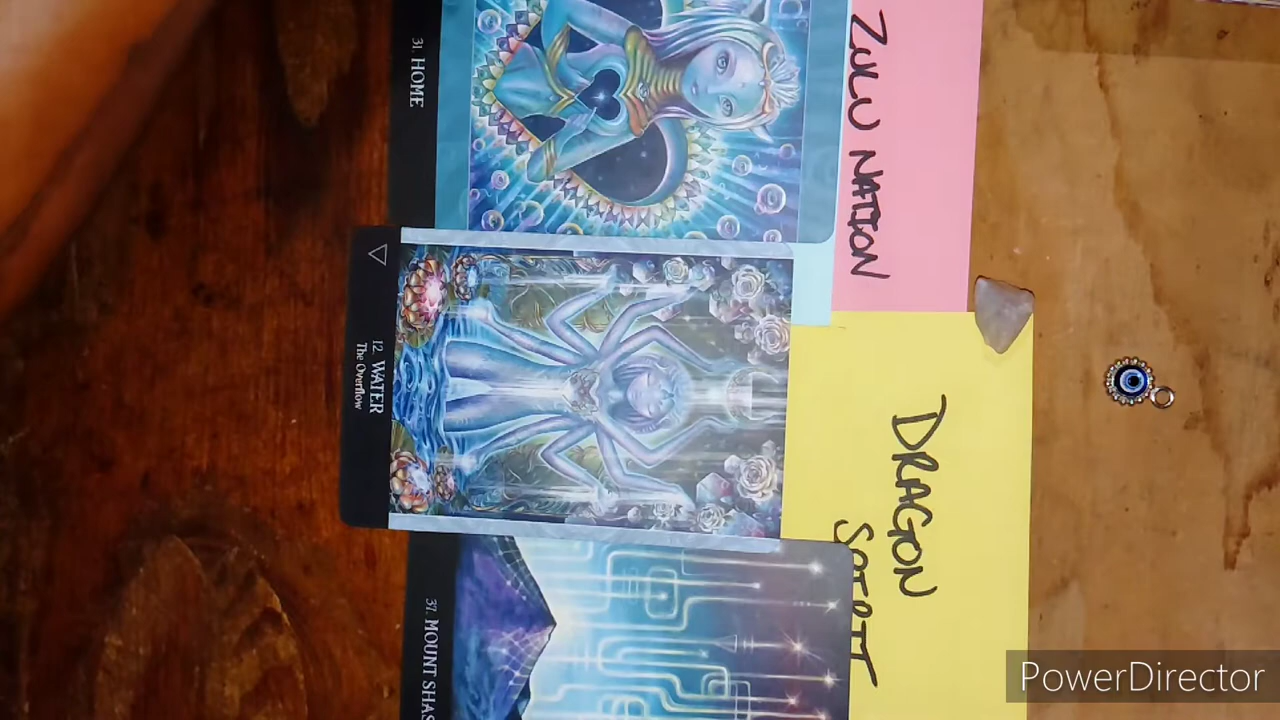 ZULU NATION
DRAGON
SPIRIT
31. HOME
12. WATER
The Overflow
37. MOUNT SHAS
PowerDirector